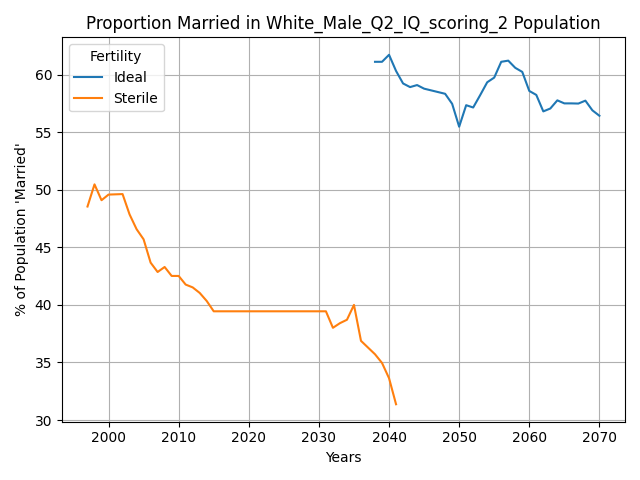 Proportion Married in White_Male_Q2_IQ_scoring_2 Population
Fertility
Ideal
Sterile
% of Population 'Married'
60
55
50
45
40
35
30
2000
2010
2020
2030
2040
2050
2060
2070
Years